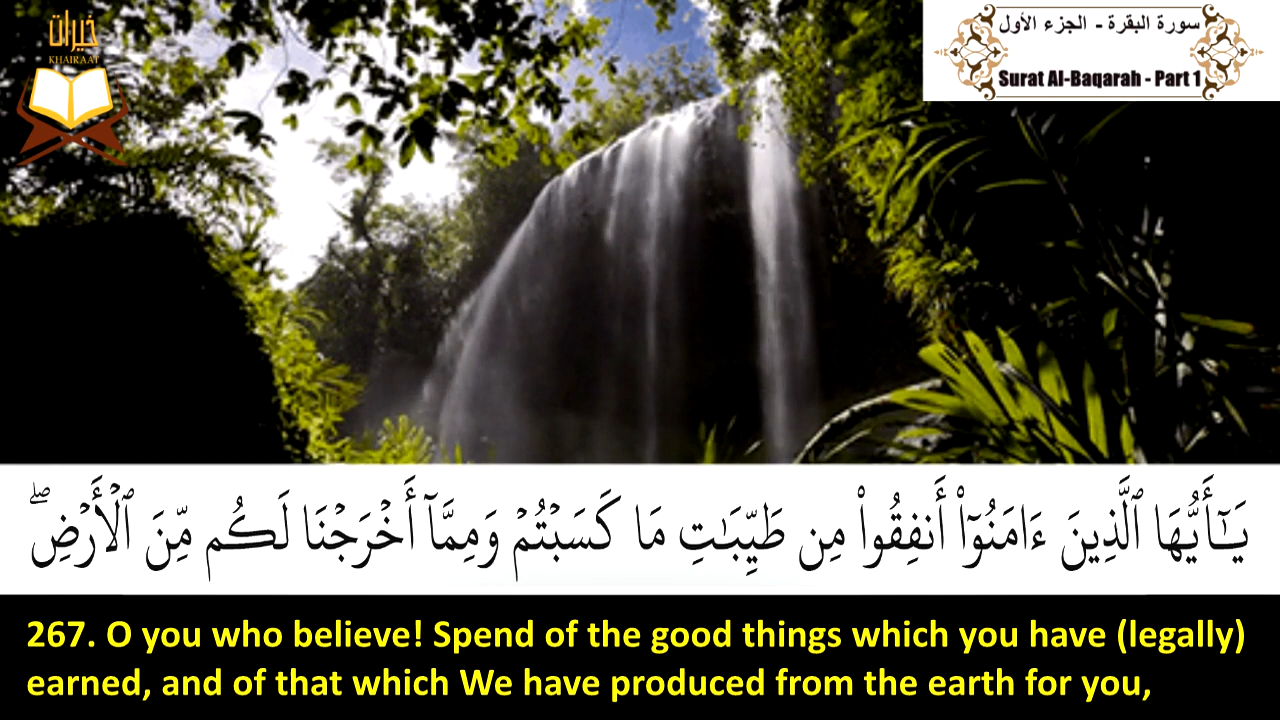 خيرات
KHAIRAAT
سورة البقرة - الجزء الأول
Surat Al-Baqarah - Part 1
يَـٰٓأَيُّهَا ٱلَّذِينَ ءَامَنُوٓا۟ أَنفِقُوا۟ مِن طَيِّبَـٰتِ مَا كَسَبْتُمْ وَمِمَّآ أَخْرَجْنَا لَكُم مِّنَ ٱلْأَرْضِ ۖ
267. O you who believe! Spend of the good things which you have (legally)
earned, and of that which We have produced from the earth for you,